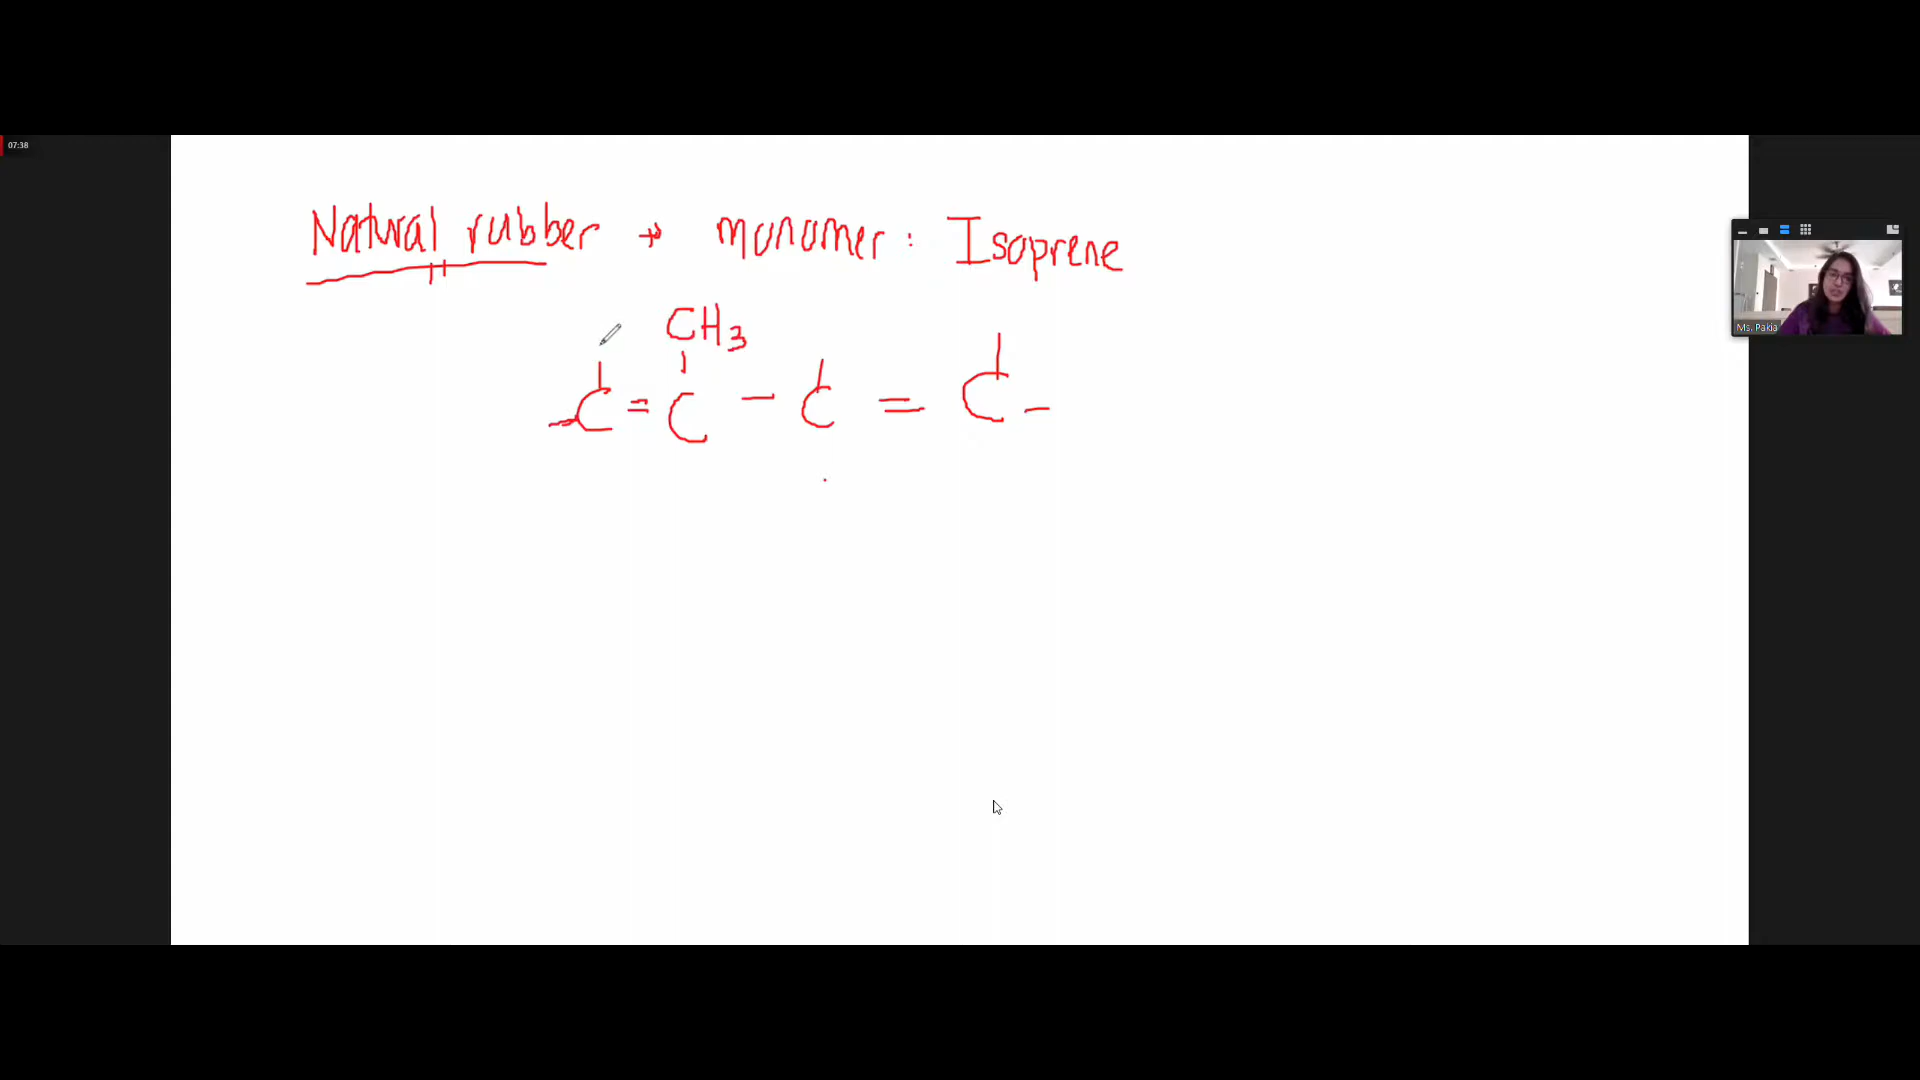 07:38
Natural rubber → monomer : Isoprene
CH3
C = C - C = C -
Ms. Pakia